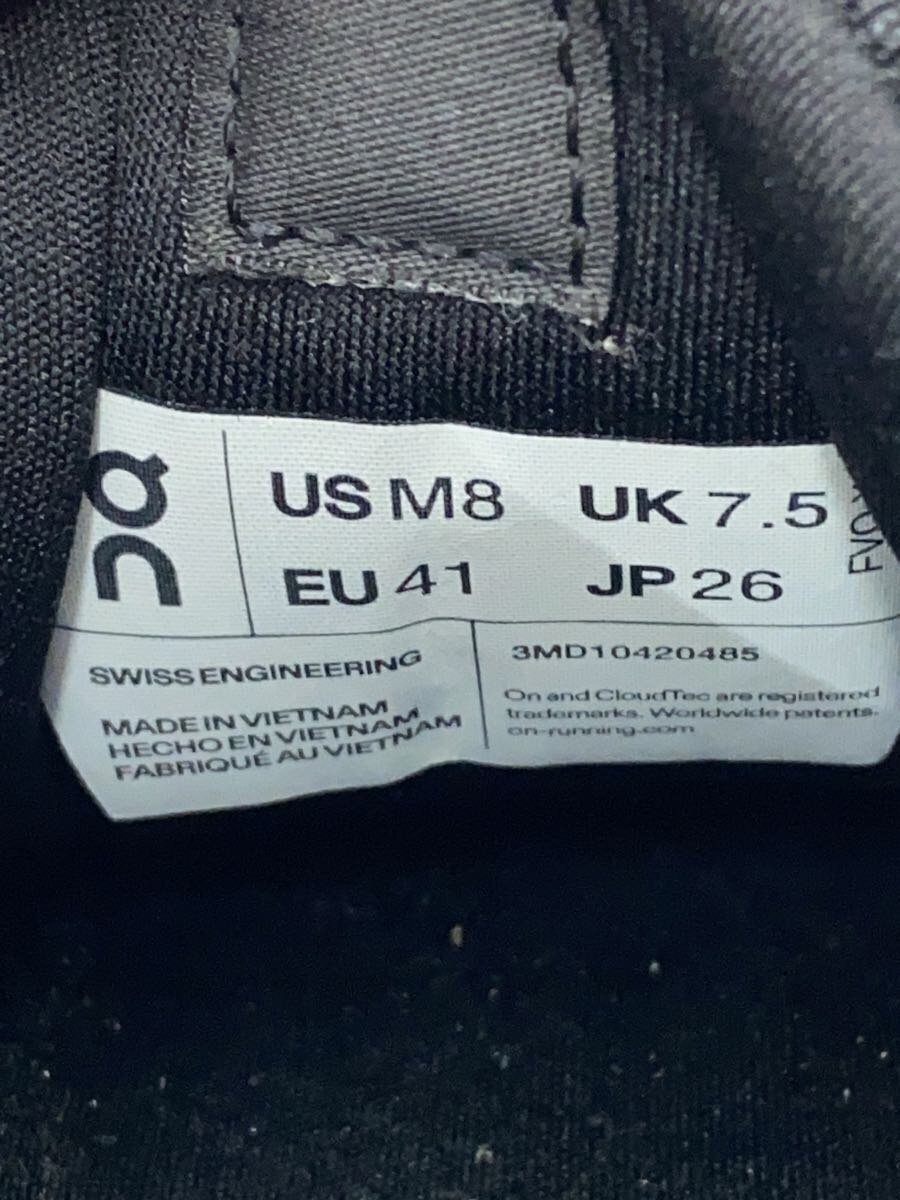 US M8 UK 7.5
EU 41 JP 26
SWISS ENGINEERING
MADE IN VIETNAM
HECHO EN VIETNAM
FABRIQUÉ AU VIETNAM
3MD10420485
On and CloudTec are registered
trademarks. Worldwide patents.
on-running.com